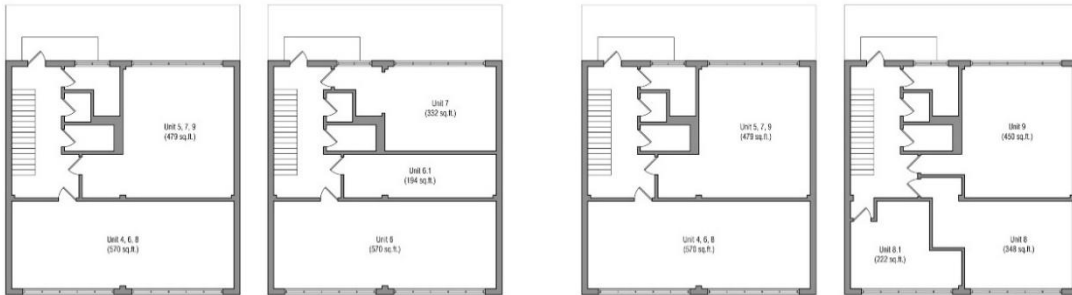 Unit 5, 7, 9
(479 sq.ft.)
Unit 4, 6, 8
(570 sq.ft.)
Unit 7
(332 sq.ft.)
Unit 6.1
(194 sq.ft.)
Unit 6
(570 sq.ft.)
Unit 5, 7, 9
(479 sq.ft.)
Unit 4, 6, 8
(570 sq.ft.)
Unit 9
(450 sq.ft.)
Unit 8.1
(222 sq.ft.)
Unit 8
(348 sq.ft.)